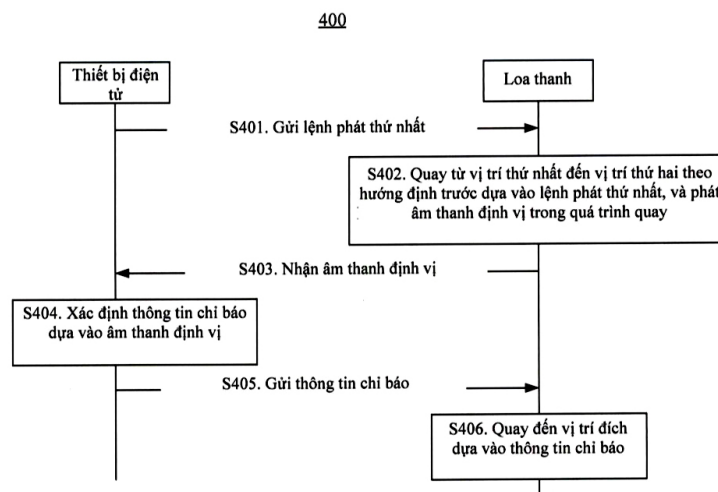 400
Thiết bị điện
tử
Loa thanh
S401. Gửi lệnh phát thứ nhất
S402. Quay từ vị trí thứ nhất đến vị trí thứ hai theo
hướng định trước dựa vào lệnh phát thứ nhất, và phát
âm thanh định vị trong quá trình quay
S403. Nhận âm thanh định vị
S404. Xác định thông tin chỉ báo
dựa vào âm thanh định vị
S405. Gửi thông tin chỉ báo
S406. Quay đến vị trí đích
dựa vào thông tin chỉ báo